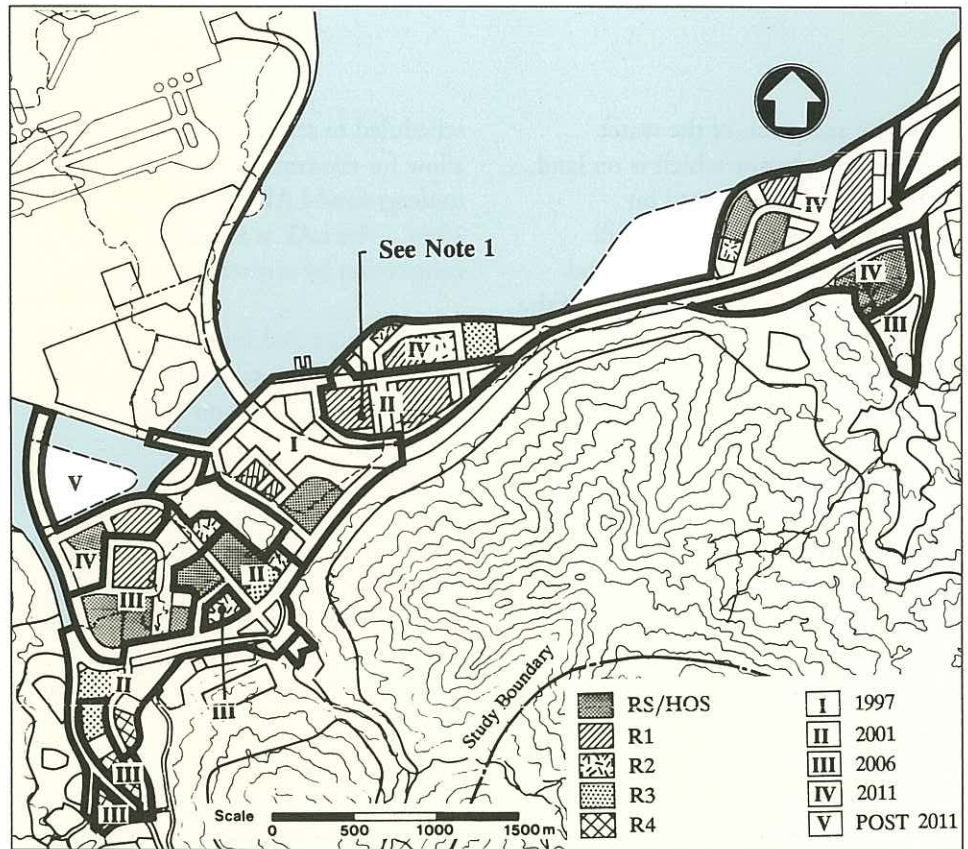 See Note 1
IV
IV
III
IV
II
I
V
IV
III
II
III
II
III
III
Study Boundary
RS/HOS
R1
R2
R3
R4
I 1997
II 2001
III 2006
IV 2011
V POST 2011
Scale
0 500 1000 1500 m